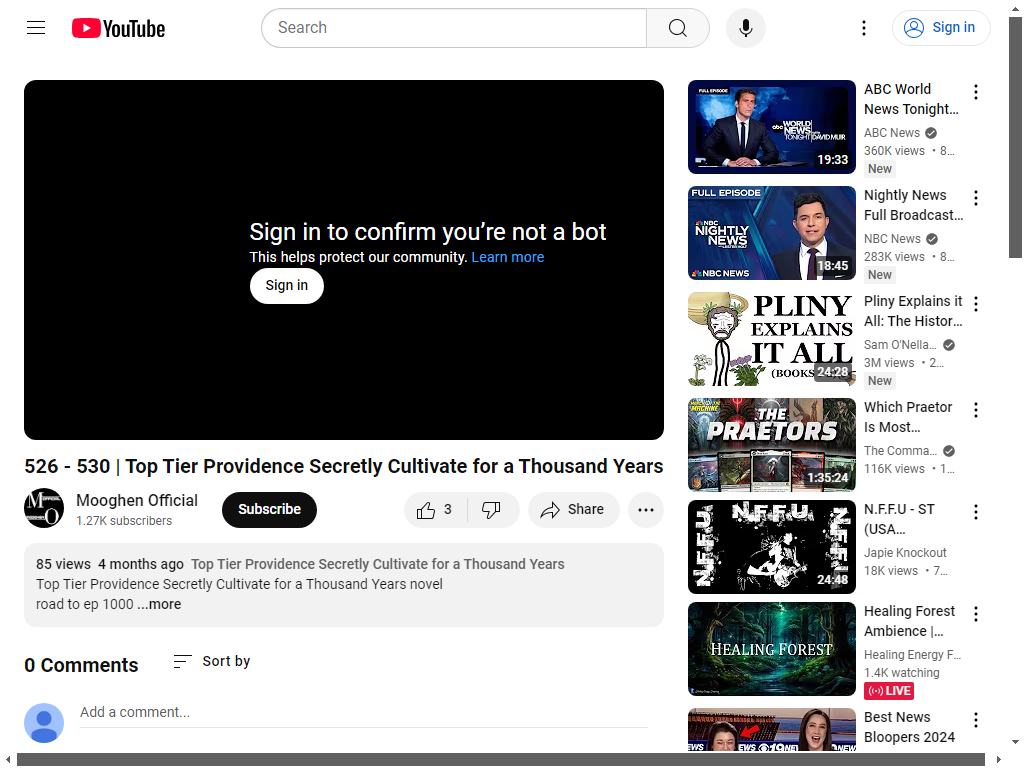 YouTube
Search
Sign in
Sign in to confirm you’re not a bot
This helps protect our community. Learn more
Sign in
526 - 530 | Top Tier Providence Secretly Cultivate for a Thousand Years
Mooghen Official
1.27K subscribers
Subscribe
3
Share
85 views 4 months ago Top Tier Providence Secretly Cultivate for a Thousand Years
Top Tier Providence Secretly Cultivate for a Thousand Years novel
road to ep 1000 ...more
0 Comments
Sort by
Add a comment...
FULL EPISODE
abc WORLD NEWS TONIGHT DAVID MUIR
19:33
ABC World
News Tonight…
ABC News
360K views • 8…
New
FULL EPISODE
NBC
NIGHTLY
NEWS
NBC NEWS
18:45
Nightly News
Full Broadcast…
NBC News
283K views • 8…
New
PLINY
EXPLAINS
IT ALL
24:28
Pliny Explains it
All: The Histor…
Sam O'Nella…
3M views • 2…
New
MACHINE
THE
PRAETORS
1:35:24
Which Praetor
Is Most…
The Comma…
116K views • 1…
N.F.F.U.
N.F.F.U
24:48
N.F.F.U - ST
(USA…
Japie Knockout
18K views • 7…
HEALING FOREST
Healing Forest
Ambience |…
Healing Energy F…
1.4K watching
LIVE
NEWS
Best News
Bloopers 2024